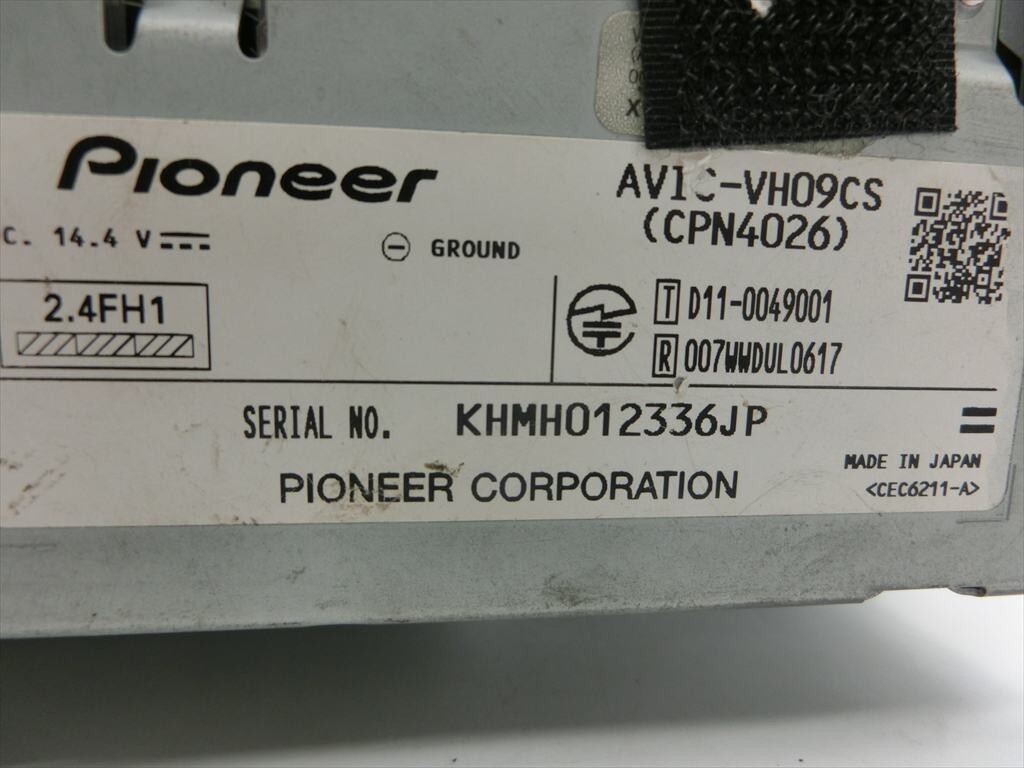 Pioneer
AVIC-VH09CS
(CPN4026)
C. 14.4 V
GROUND
2.4FH1
T D11-0049001
R 007WWDUL0617
SERIAL NO. KHMH012336JP
PIONEER CORPORATION
MADE IN JAPAN
<CEC6211-A>